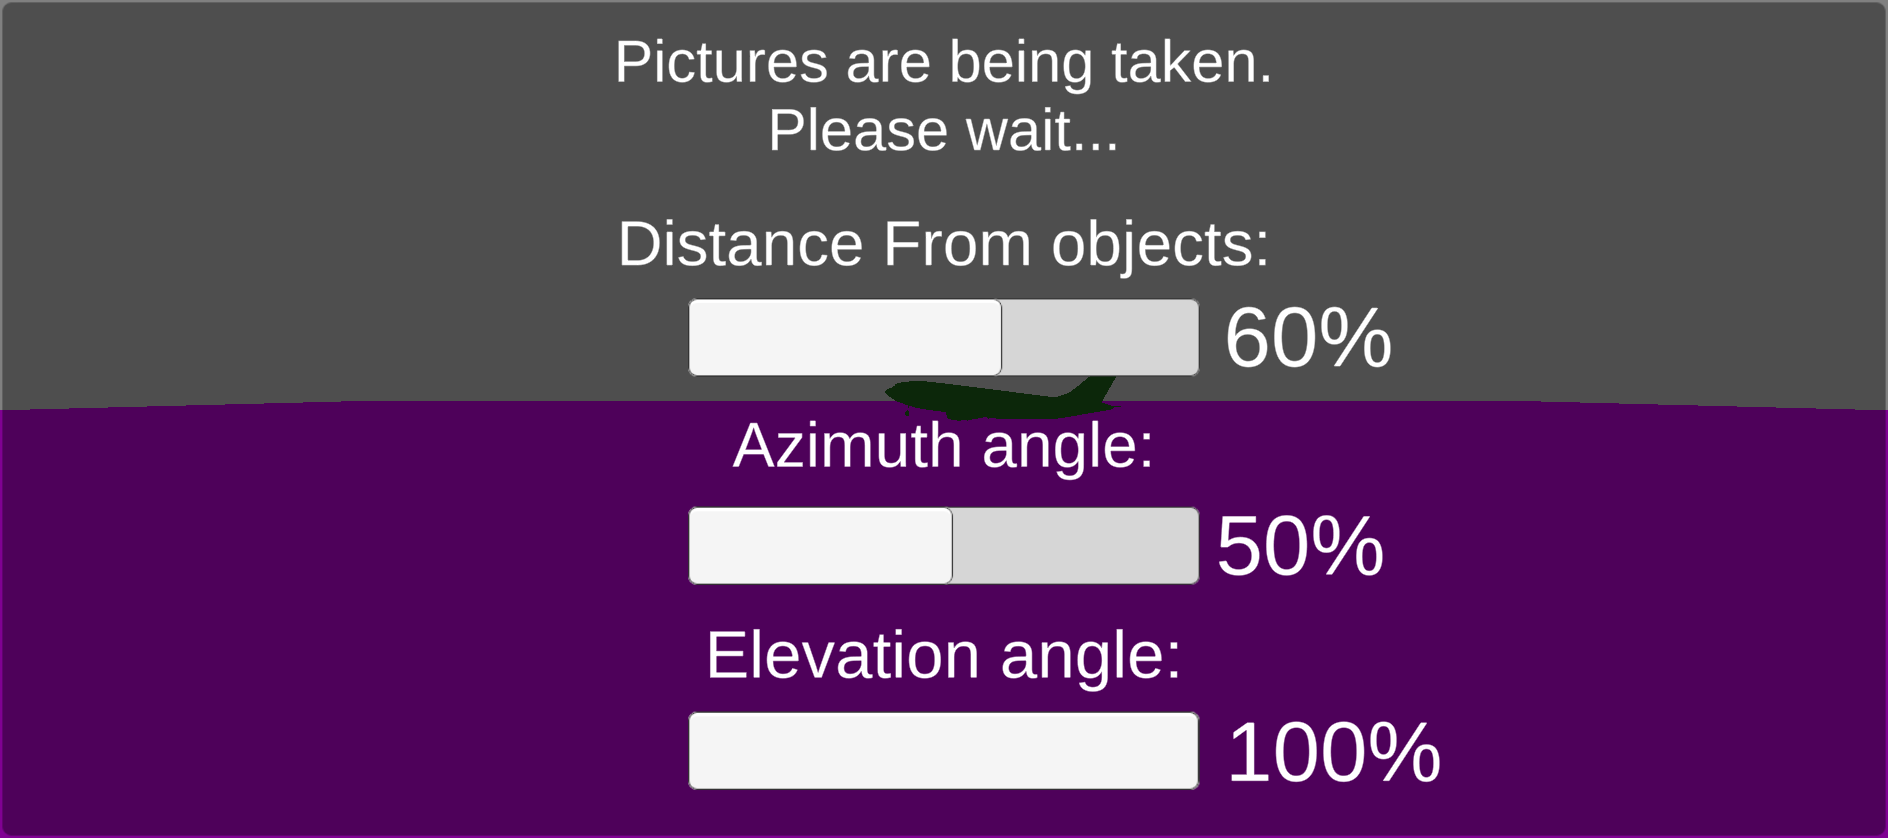 Pictures are being taken.
Please wait...
Distance From objects:
60%
Azimuth angle:
50%
Elevation angle:
100%